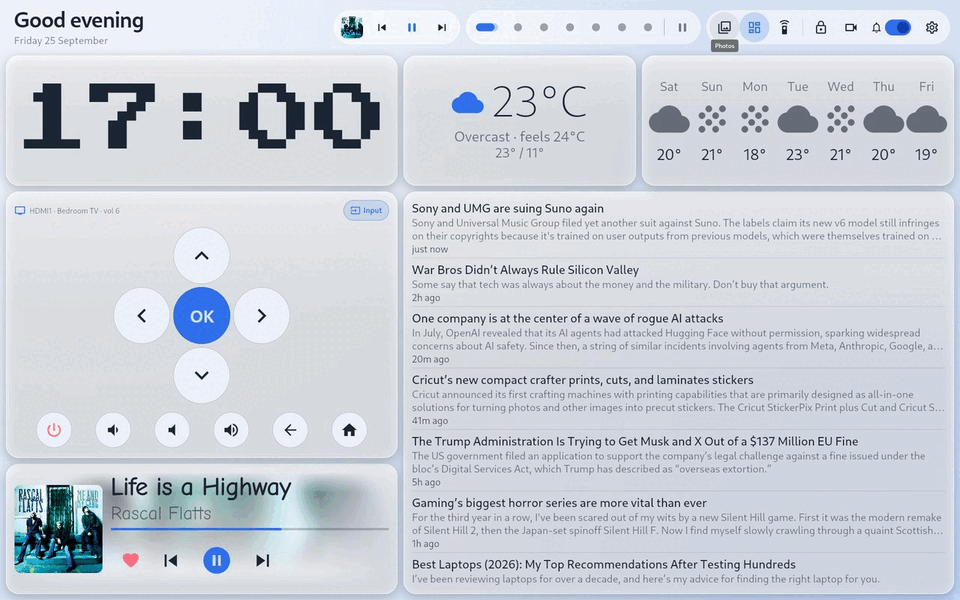 Good evening
Friday 25 September
Photos
17:00
23°C
Overcast · feels 24°C
23° / 11°
Sat Sun Mon Tue Wed Thu Fri
20° 21° 18° 23° 21° 20° 19°
HDMI1 · Bedroom TV · vol 6
Input
OK
RASCAL FLATTS
ME AND MY GANG
Life is a Highway
Rascal Flatts
Sony and UMG are suing Suno again
Sony and Universal Music Group filed yet another suit against Suno. The labels claim its new v6 model still infringes
on their copyrights because it's trained on user outputs from previous models, which were themselves trained on ...
just now
War Bros Didn't Always Rule Silicon Valley
Some say that tech was always about the money and the military. Don't buy that argument.
2h ago
One company is at the center of a wave of rogue AI attacks
In July, OpenAI revealed that its AI agents had attacked Hugging Face without permission, sparking widespread
concerns about AI safety. Since then, a string of similar incidents involving agents from Meta, Anthropic, Google, a...
20m ago
Cricut's new compact crafter prints, cuts, and laminates stickers
Cricut announced its first crafting machines with printing capabilities that are primarily designed as all-in-one
solutions for turning photos and other images into precut stickers. The Cricut StickerPix Print plus Cut and Cricut S...
41m ago
The Trump Administration Is Trying to Get Musk and X Out of a $137 Million EU Fine
The US government filed an application to support the company's legal challenge against a fine issued under the
bloc's Digital Services Act, which Trump has described as "overseas extortion."
5h ago
Gaming's biggest horror series are more vital than ever
For the third year in a row, I've been scared out of my wits by a new Silent Hill game. First it was the modern remake
of Silent Hill 2, then the Japan-set spinoff Silent Hill F. Now I find myself slowly crawling through a quaint Scottish...
1h ago
Best Laptops (2026): My Top Recommendations After Testing Hundreds
I've been reviewing laptops for over a decade, and here's my advice for finding the right laptop for you.